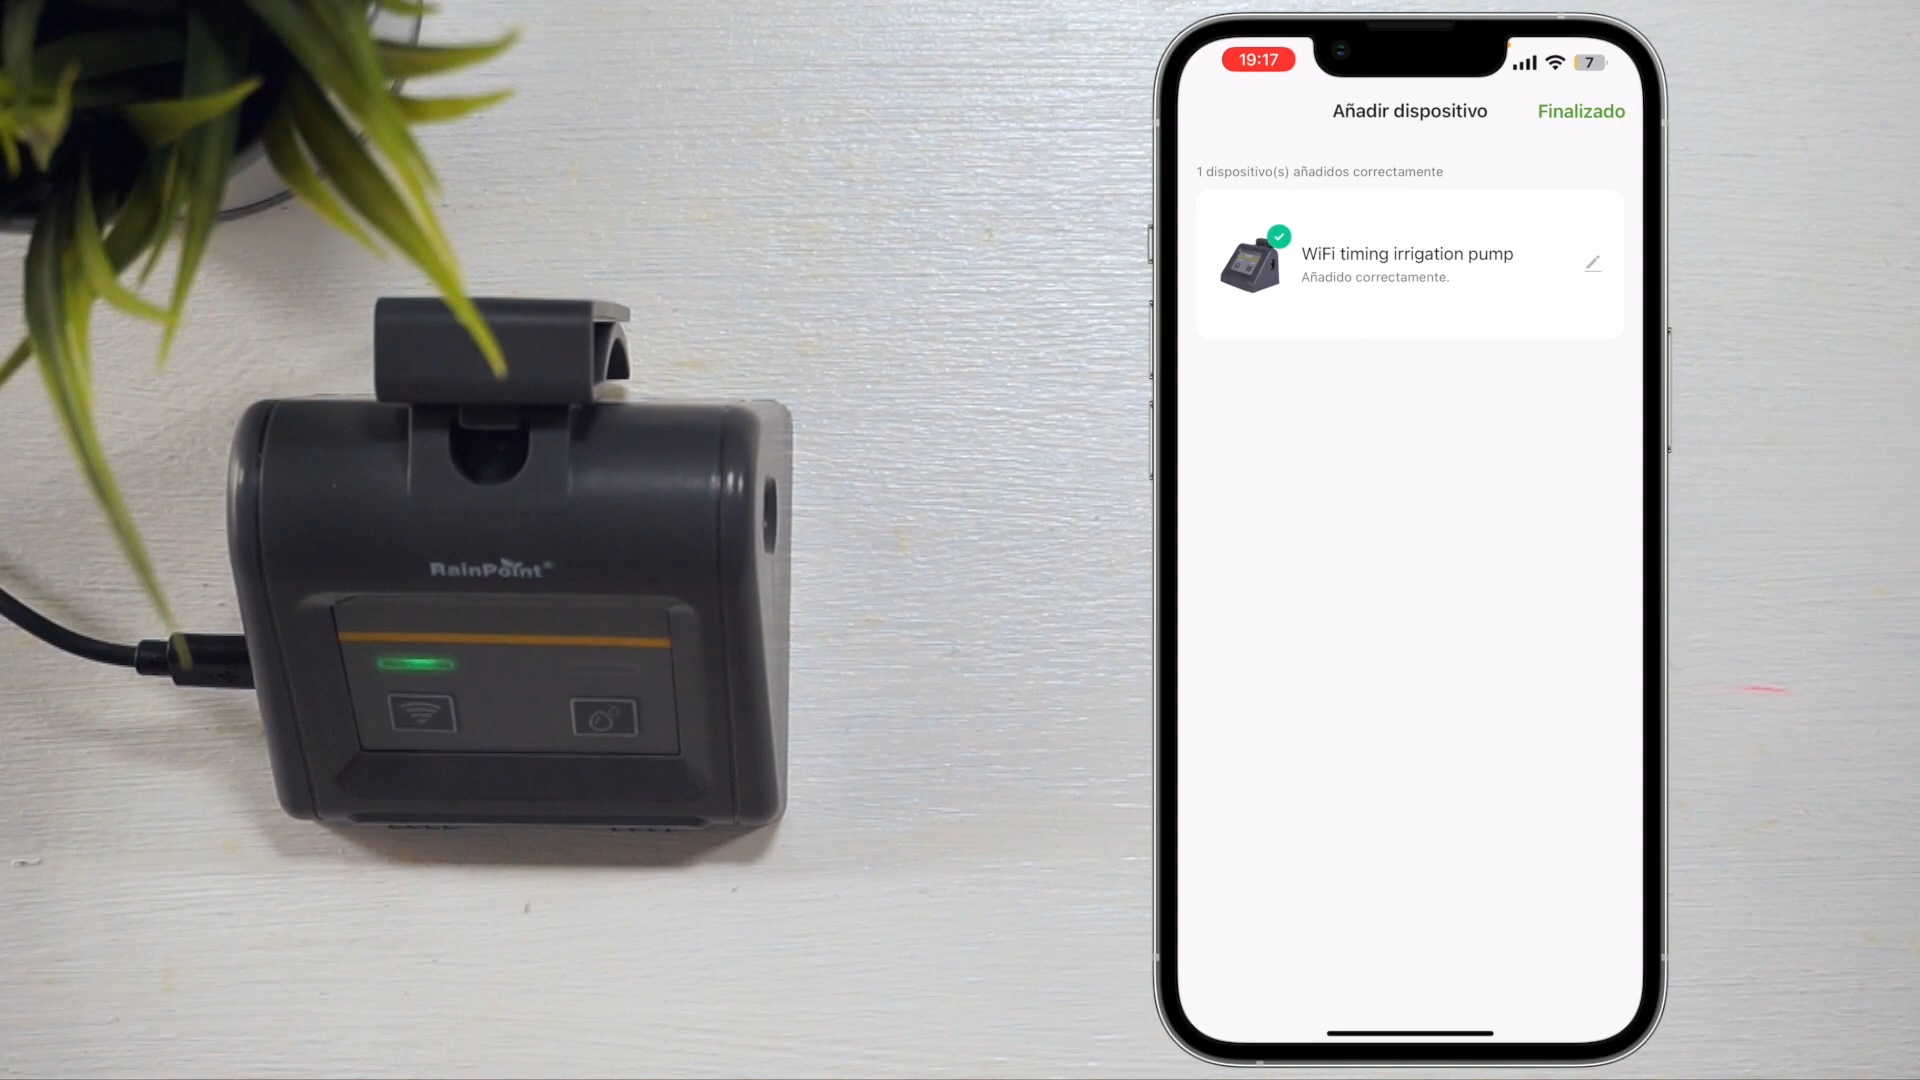 RainPoint®
19:17
7
Añadir dispositivo
Finalizado
1 dispositivo(s) añadidos correctamente
WiFi timing irrigation pump
Añadido correctamente.